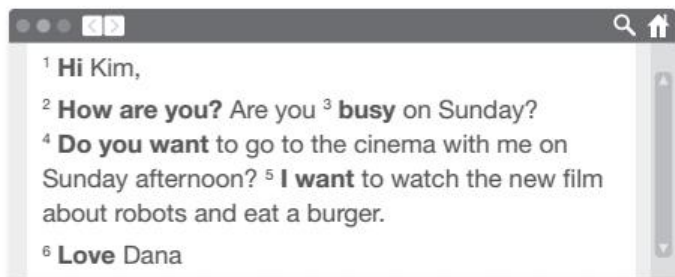 ¹ Hi Kim,
² How are you? Are you ³ busy on Sunday?
⁴ Do you want to go to the cinema with me on
Sunday afternoon? ⁵ I want to watch the new film
about robots and eat a burger.
⁶ Love Dana